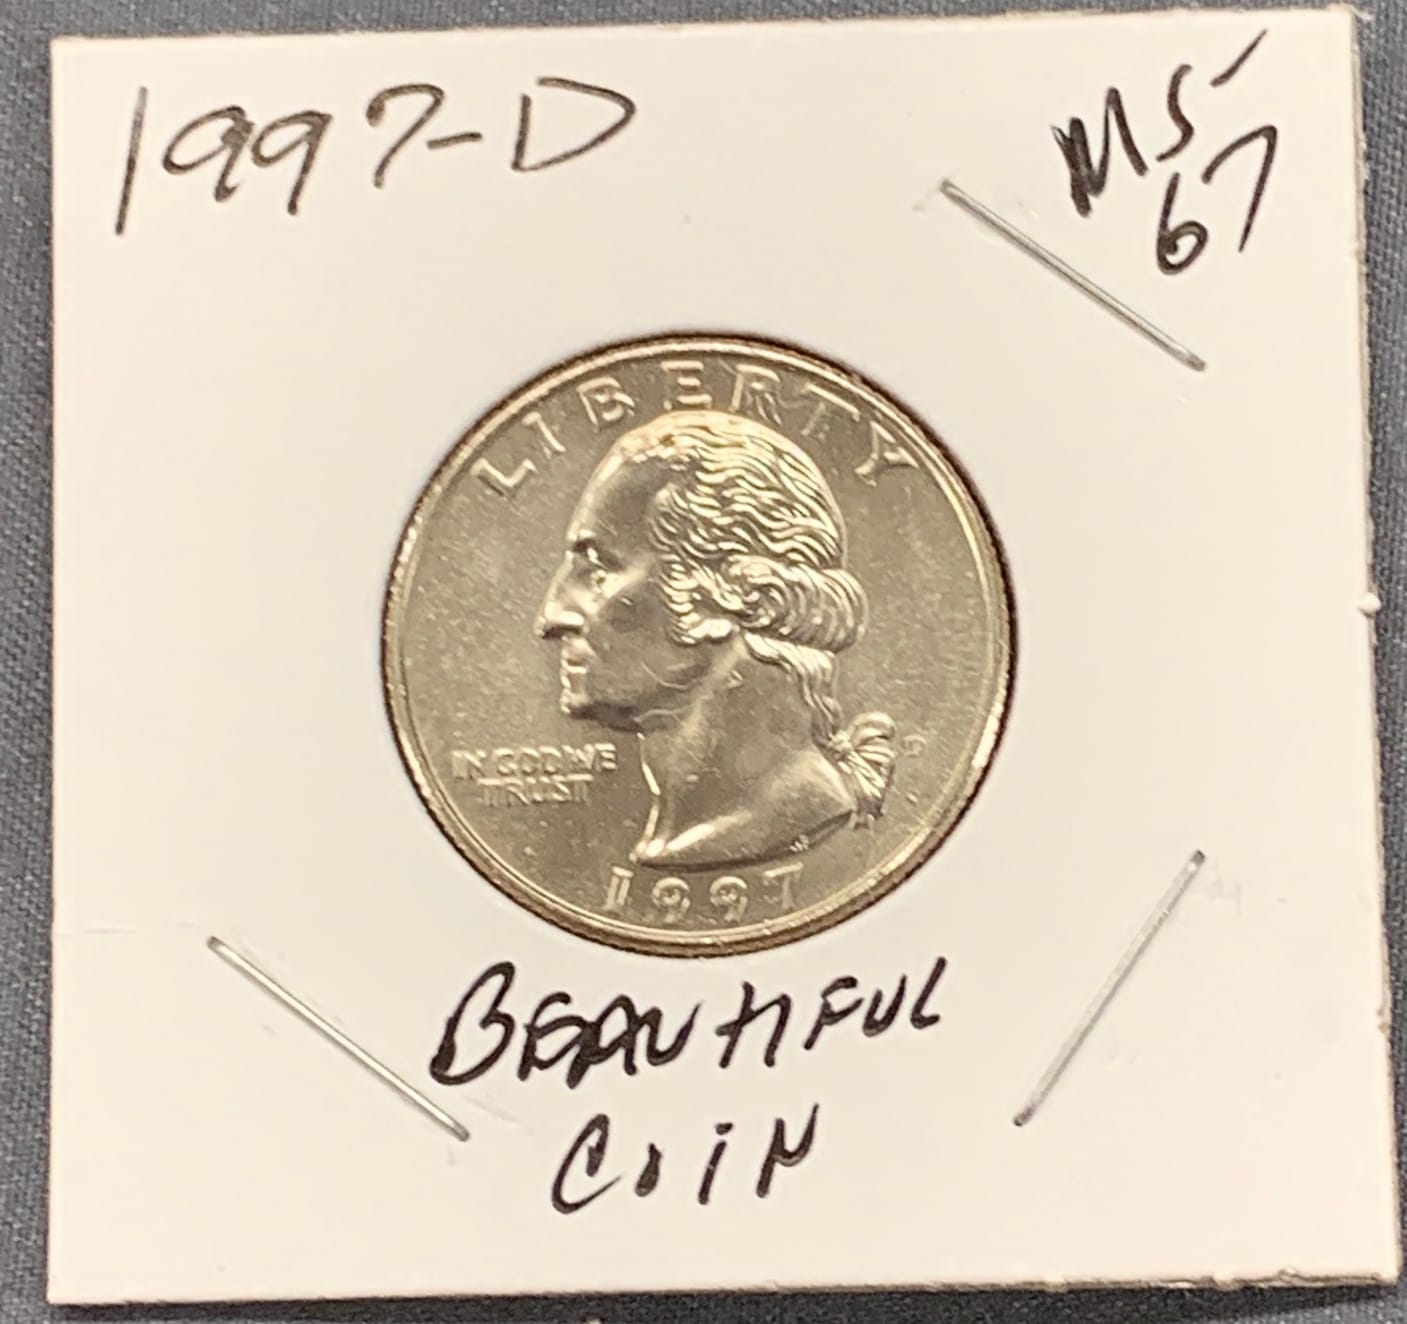 1997-D
MS-
67
LIBERTY
IN GOD WE
TRUST
D
1997
BEAUTIFUL
COIN